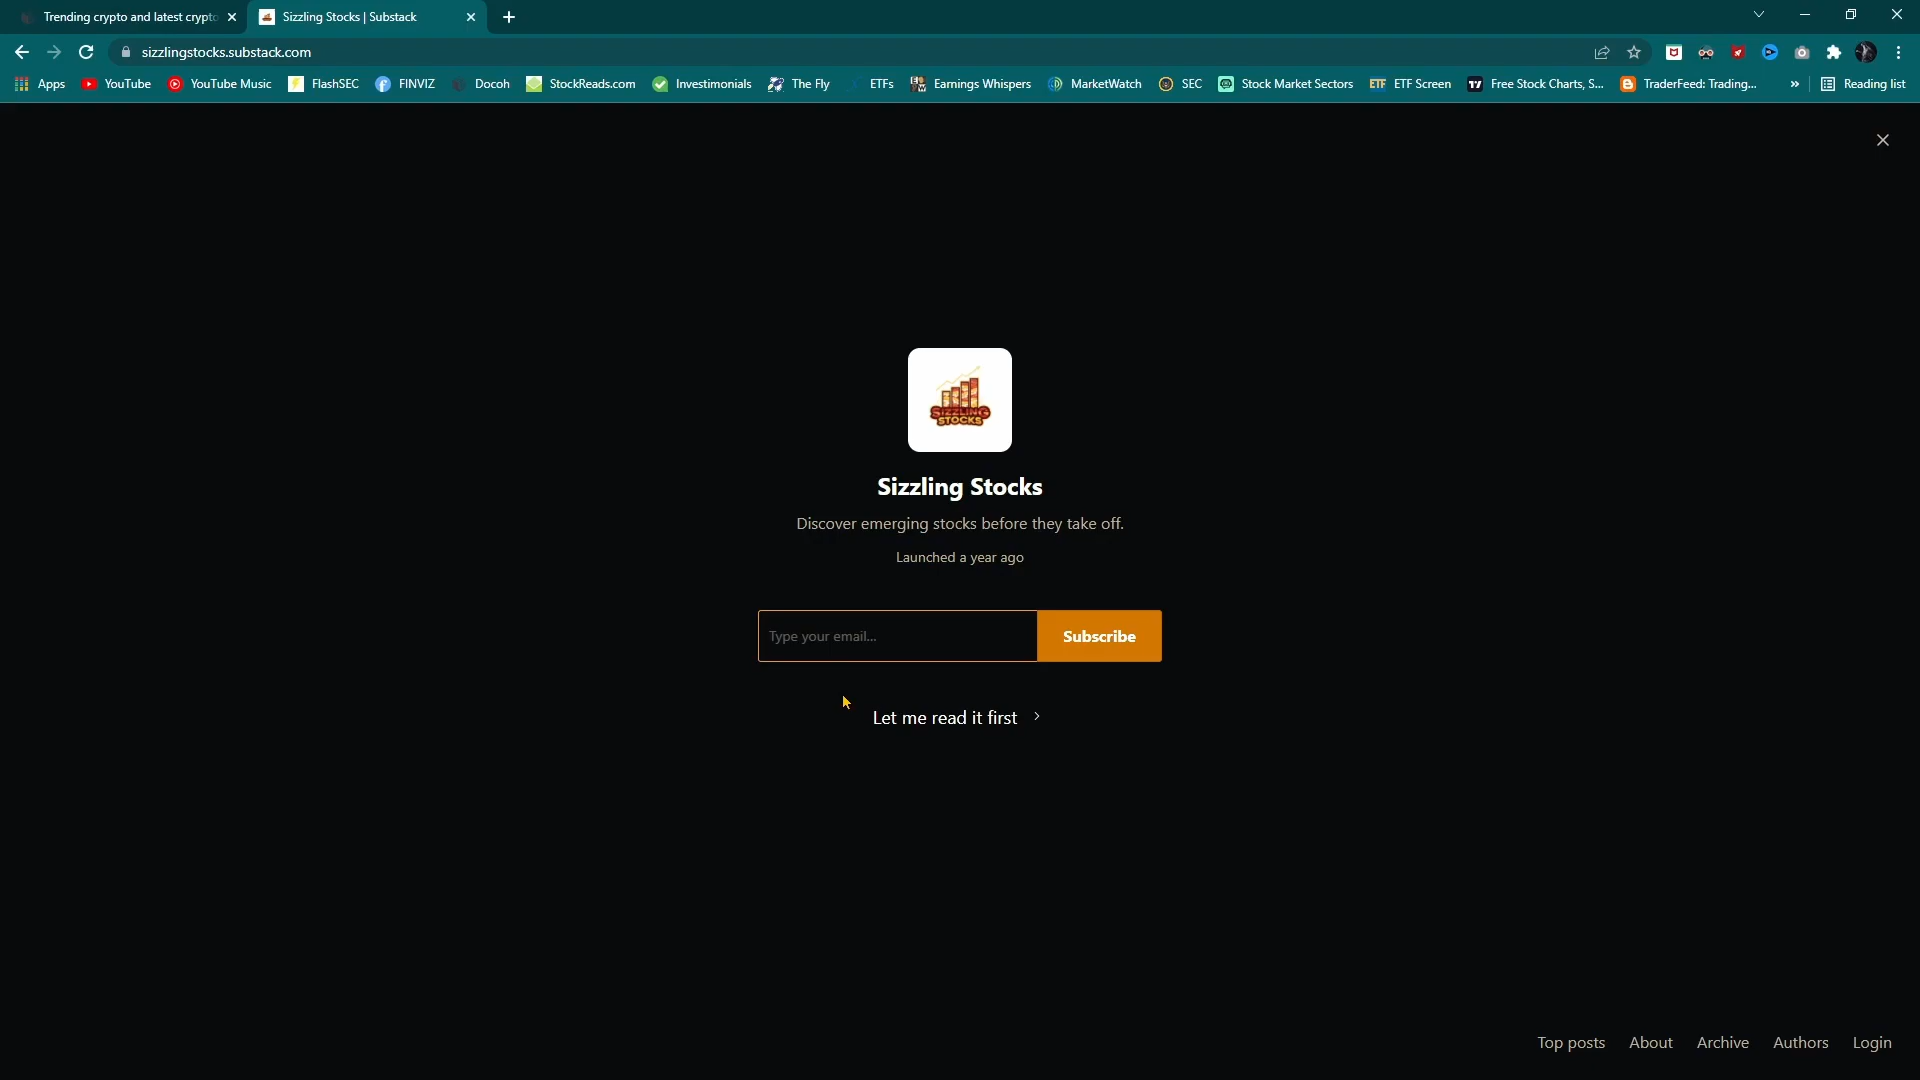 Trending crypto and latest crypto
Sizzling Stocks | Substack
sizzlingstocks.substack.com
Apps YouTube YouTube Music FlashSEC FINVIZ Docoh StockReads.com Investimonials The Fly ETFs Earnings Whispers MarketWatch SEC Stock Market Sectors ETF ETF Screen Free Stock Charts, S... TraderFeed: Trading... » Reading list
SIZZLING
STOCKS
Sizzling Stocks
Discover emerging stocks before they take off.
Launched a year ago
Type your email... Subscribe
Let me read it first
Top posts About Archive Authors Login